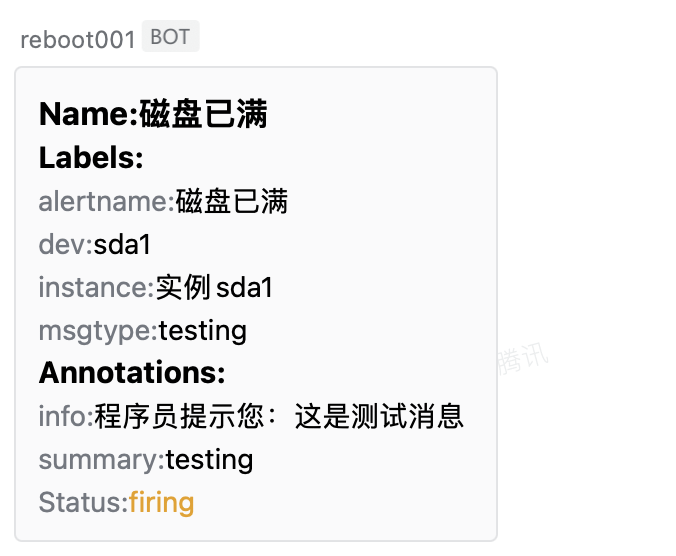 reboot001 BOT
Name:磁盘已满
Labels:
alertname:磁盘已满
dev:sda1
instance:实例 sda1
msgtype:testing
Annotations:
腾讯
info:程序员提示您：这是测试消息
summary:testing
Status:firing